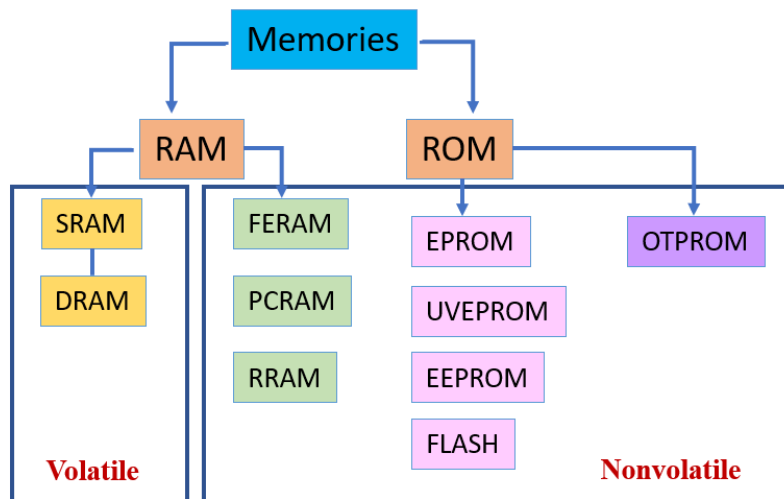 Memories
RAM
ROM
SRAM
DRAM
FERAM
PCRAM
RRAM
EPROM
UVEPROM
EEPROM
FLASH
OTPROM
Volatile
Nonvolatile